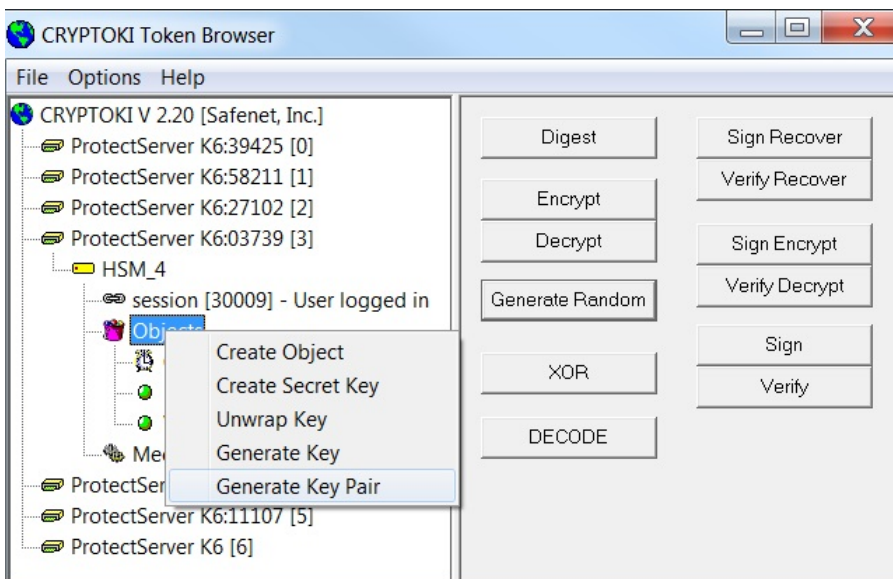 CRYPTOKI Token Browser
File Options Help
CRYPTOKI V 2.20 [Safenet, Inc.]
ProtectServer K6:39425 [0]
ProtectServer K6:58211 [1]
ProtectServer K6:27102 [2]
ProtectServer K6:03739 [3]
HSM_4
session [30009] - User logged in
Objects
Create Object
Create Secret Key
Unwrap Key
Generate Key
Generate Key Pair
ProtectServer K6:11107 [5]
ProtectServer K6 [6]
Digest
Encrypt
Decrypt
Generate Random
XOR
DECODE
Sign Recover
Verify Recover
Sign Encrypt
Verify Decrypt
Sign
Verify